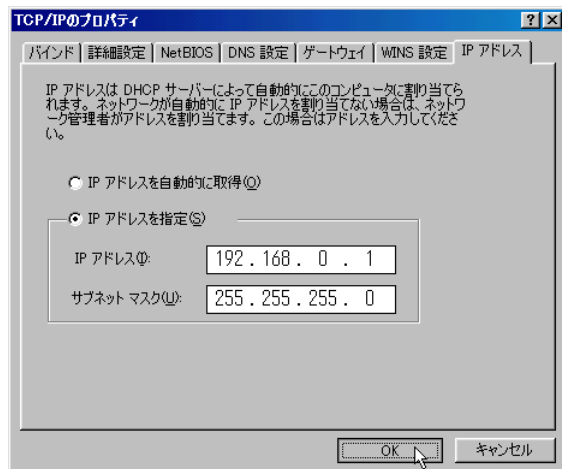 TCP/IPのプロパティ
バインド 詳細設定 NetBIOS DNS 設定 ゲートウェイ WINS 設定 IP アドレス
IP アドレスは DHCP サーバーによって自動的にこのコンピュータに割り当てら
れます。ネットワークが自動的に IP アドレスを割り当てない場合は、ネットワ
ーク管理者がアドレスを割り当てます。この場合はアドレスを入力してくださ
い。
IP アドレスを自動的に取得(O)
IP アドレスを指定(S)
IP アドレス(I): 192.168. 0 . 1
サブネット マスク(U): 255.255.255. 0
OK キャンセル